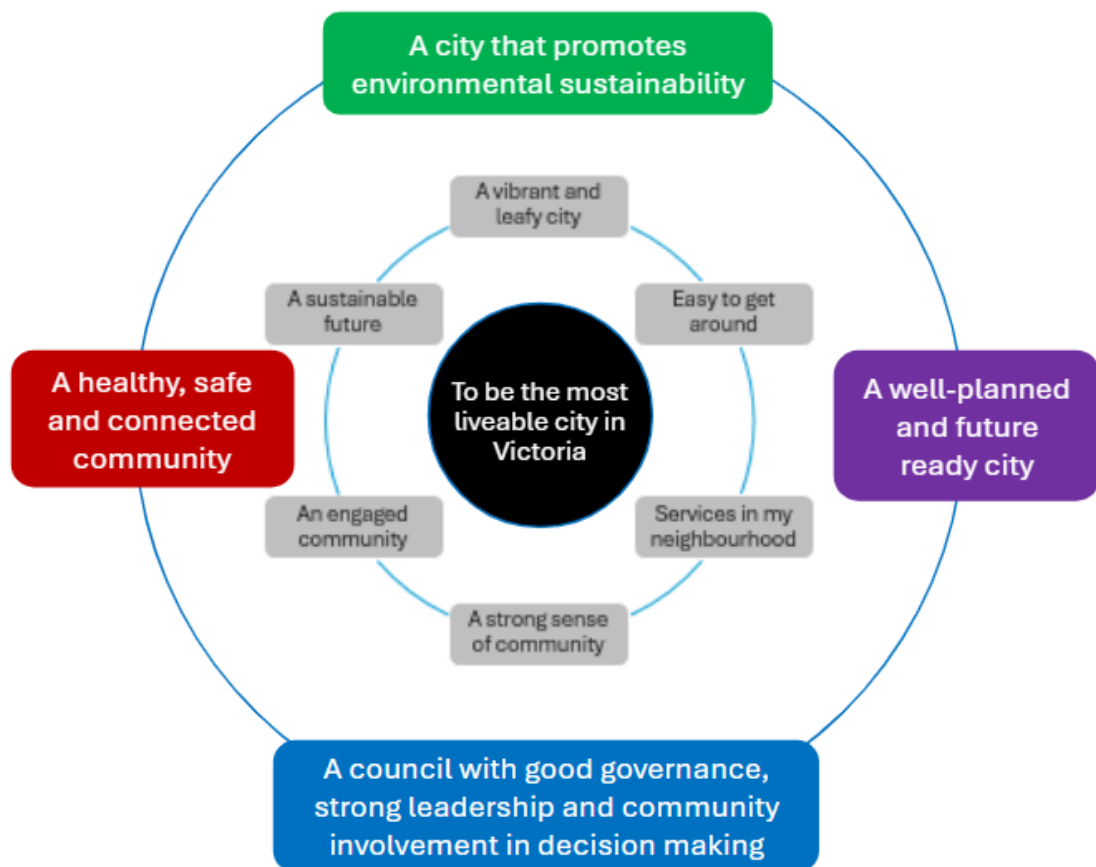 A city that promotes
environmental sustainability
A vibrant and
leafy city
A sustainable
future
Easy to get
around
A healthy, safe
and connected
community
To be the most
liveable city in
Victoria
A well-planned
and future
ready city
An engaged
community
Services in my
neighbourhood
A strong sense
of community
A council with good governance,
strong leadership and community
involvement in decision making